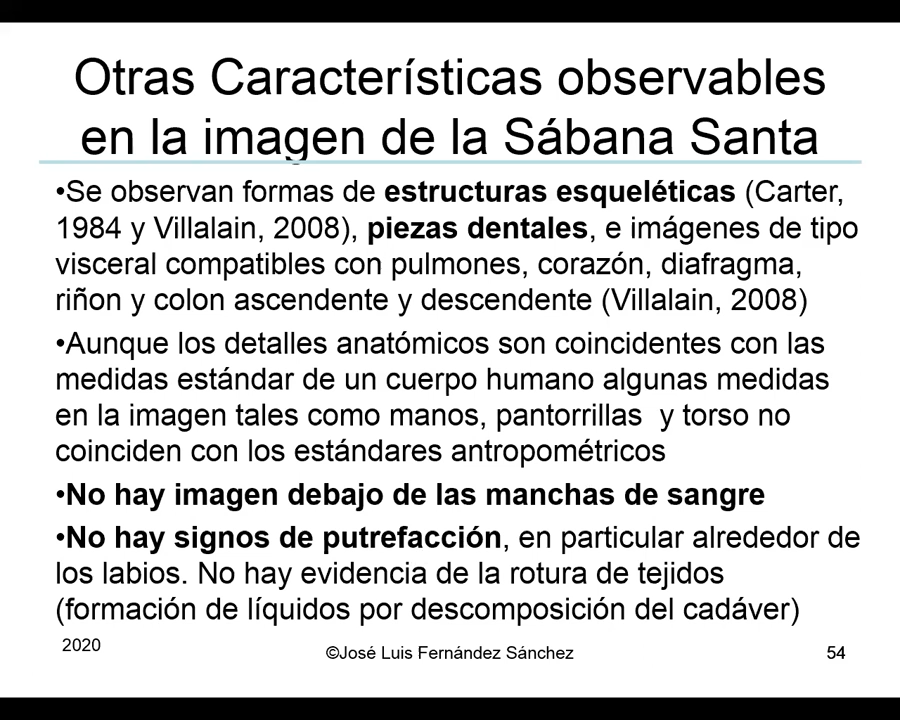 Otras Características observables
en la imagen de la Sábana Santa
•Se observan formas de estructuras esqueléticas (Carter,
1984 y Villalain, 2008), piezas dentales, e imágenes de tipo
visceral compatibles con pulmones, corazón, diafragma,
riñon y colon ascendente y descendente (Villalain, 2008)
•Aunque los detalles anatómicos son coincidentes con las
medidas estándar de un cuerpo humano algunas medidas
en la imagen tales como manos, pantorrillas  y torso no
coinciden con los estándares antropométricos
•No hay imagen debajo de las manchas de sangre
•No hay signos de putrefacción, en particular alrededor de
los labios. No hay evidencia de la rotura de tejidos
(formación de líquidos por descomposición del cadáver)
2020
©José Luis Fernández Sánchez
54